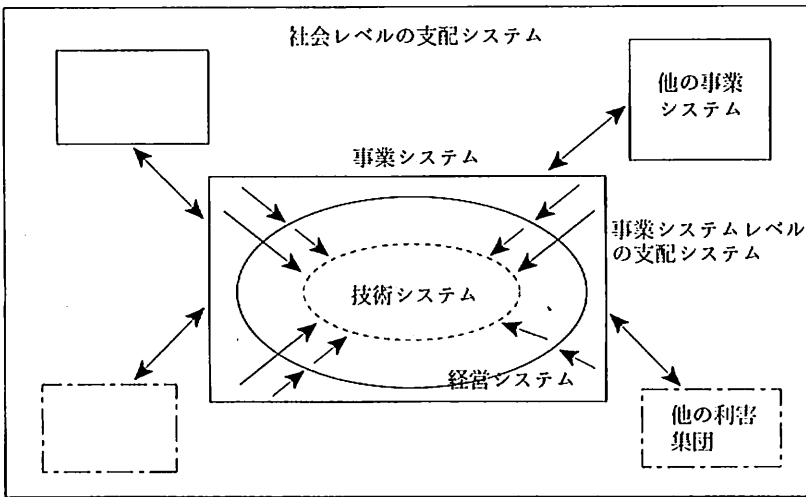 社会レベルの支配システム
他の事業
システム
事業システム
事業システムレベル
の支配システム
技術システム
経営システム
他の利害
集団